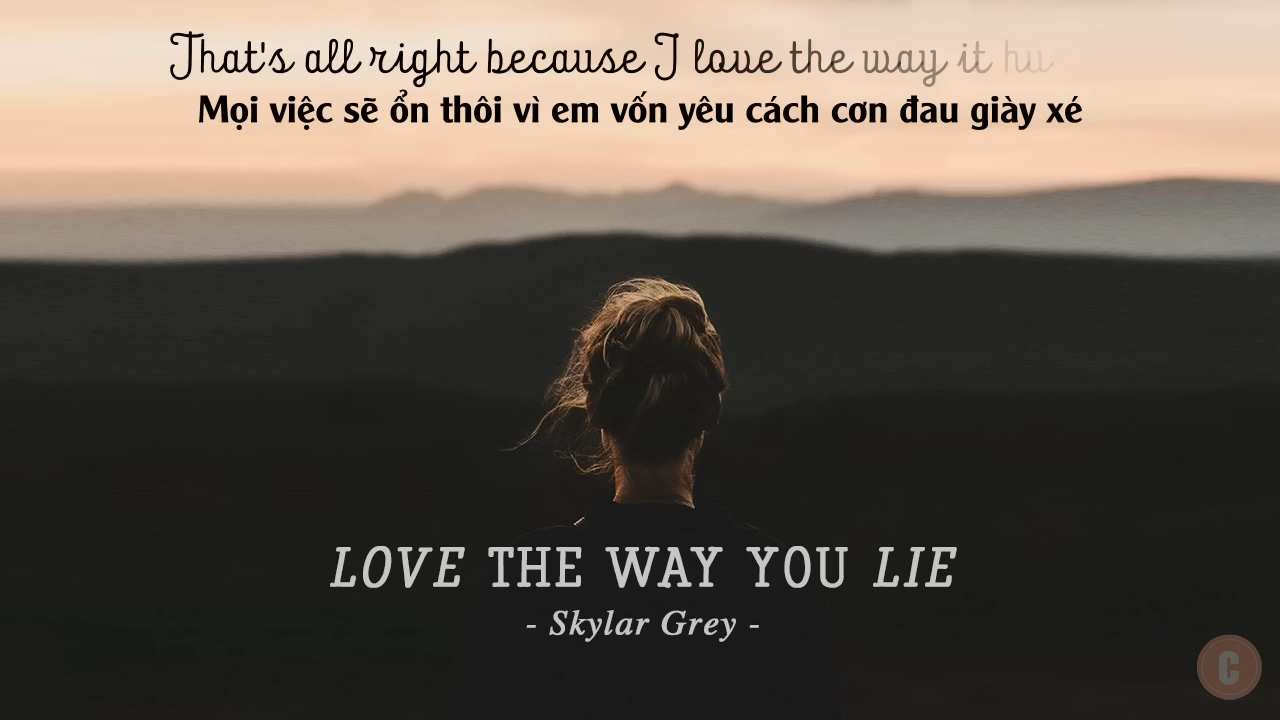 That's all right because I love the way it hu
Mọi việc sẽ ổn thôi vì em vốn yêu cách cơn đau giày xé
LOVE THE WAY YOU LIE
- Skylar Grey -
C